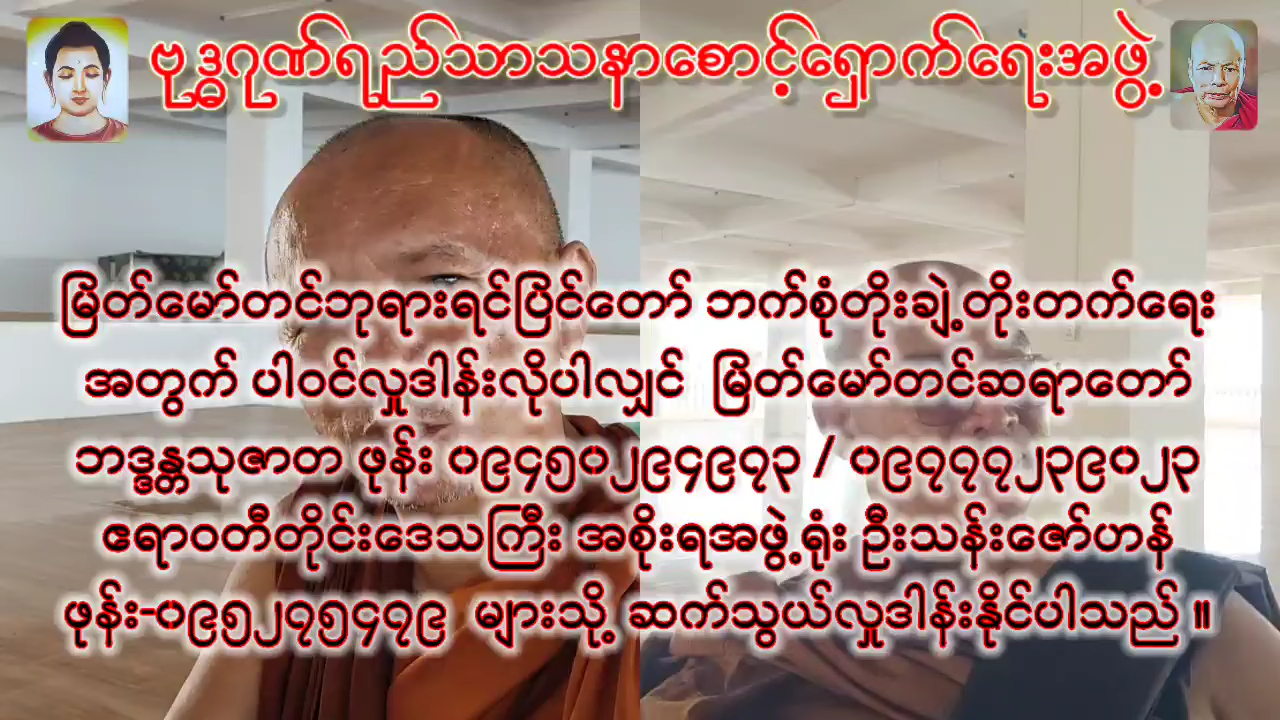 ဗုဒ္ဓဂုဏ်ရည်သာသနာစောင့်ရှောက်ရေးအဖွဲ့
မြတ်မော်တင်ဘုရားရင်ပြင်တော် ဘက်စုံတိုးချဲ့တိုးတက်ရေး
အတွက် ပါဝင်လှူဒါန်းလိုပါလျှင် မြတ်မော်တင်ဆရာတော်
ဘဒ္ဒန္တသုဇာတ ဖုန်း ၀၉၄၅၀၂၉၄၉၇၃ / ၀၉၇၇၇၂၃၉၀၂၃
ဧရာဝတီတိုင်းဒေသကြီး အစိုးရအဖွဲ့ရုံး ဦးသန်းဇော်ဟန်
ဖုန်း-၀၉၅၂၇၅၄၇၉ များသို့ ဆက်သွယ်လှူဒါန်းနိုင်ပါသည်။